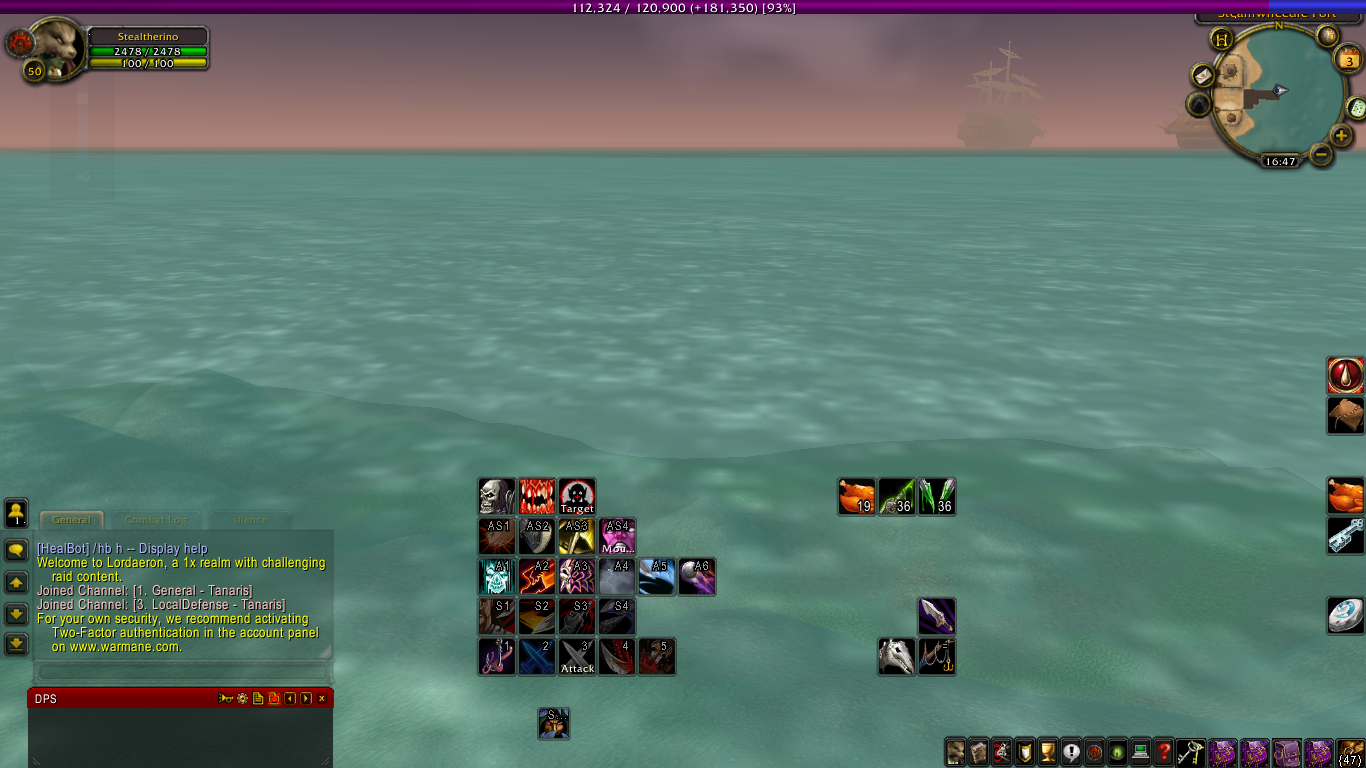 112,324 / 120,900 (+181,350) [93%]
Steamwheedle Port
N
Stealtherino
2478 / 2478
100 / 100
50
3
16:47
80
Target
19
36
36
AS1
AS2
AS3
AS4
Mou...
A1
A2
A3
A4
A5
A6
S1
S2
S3
S4
1
2
3
4
5
Attack
S...
1
General
Combat Log
silence
[HealBot] /hb h -- Display help
Welcome to Lordaeron, a 1x realm with challenging
raid content.
Joined Channel: [1. General - Tanaris]
Joined Channel: [3. LocalDefense - Tanaris]
For your own security, we recommend activating
Two-Factor authentication in the account panel
on www.warmane.com.
DPS
(47)